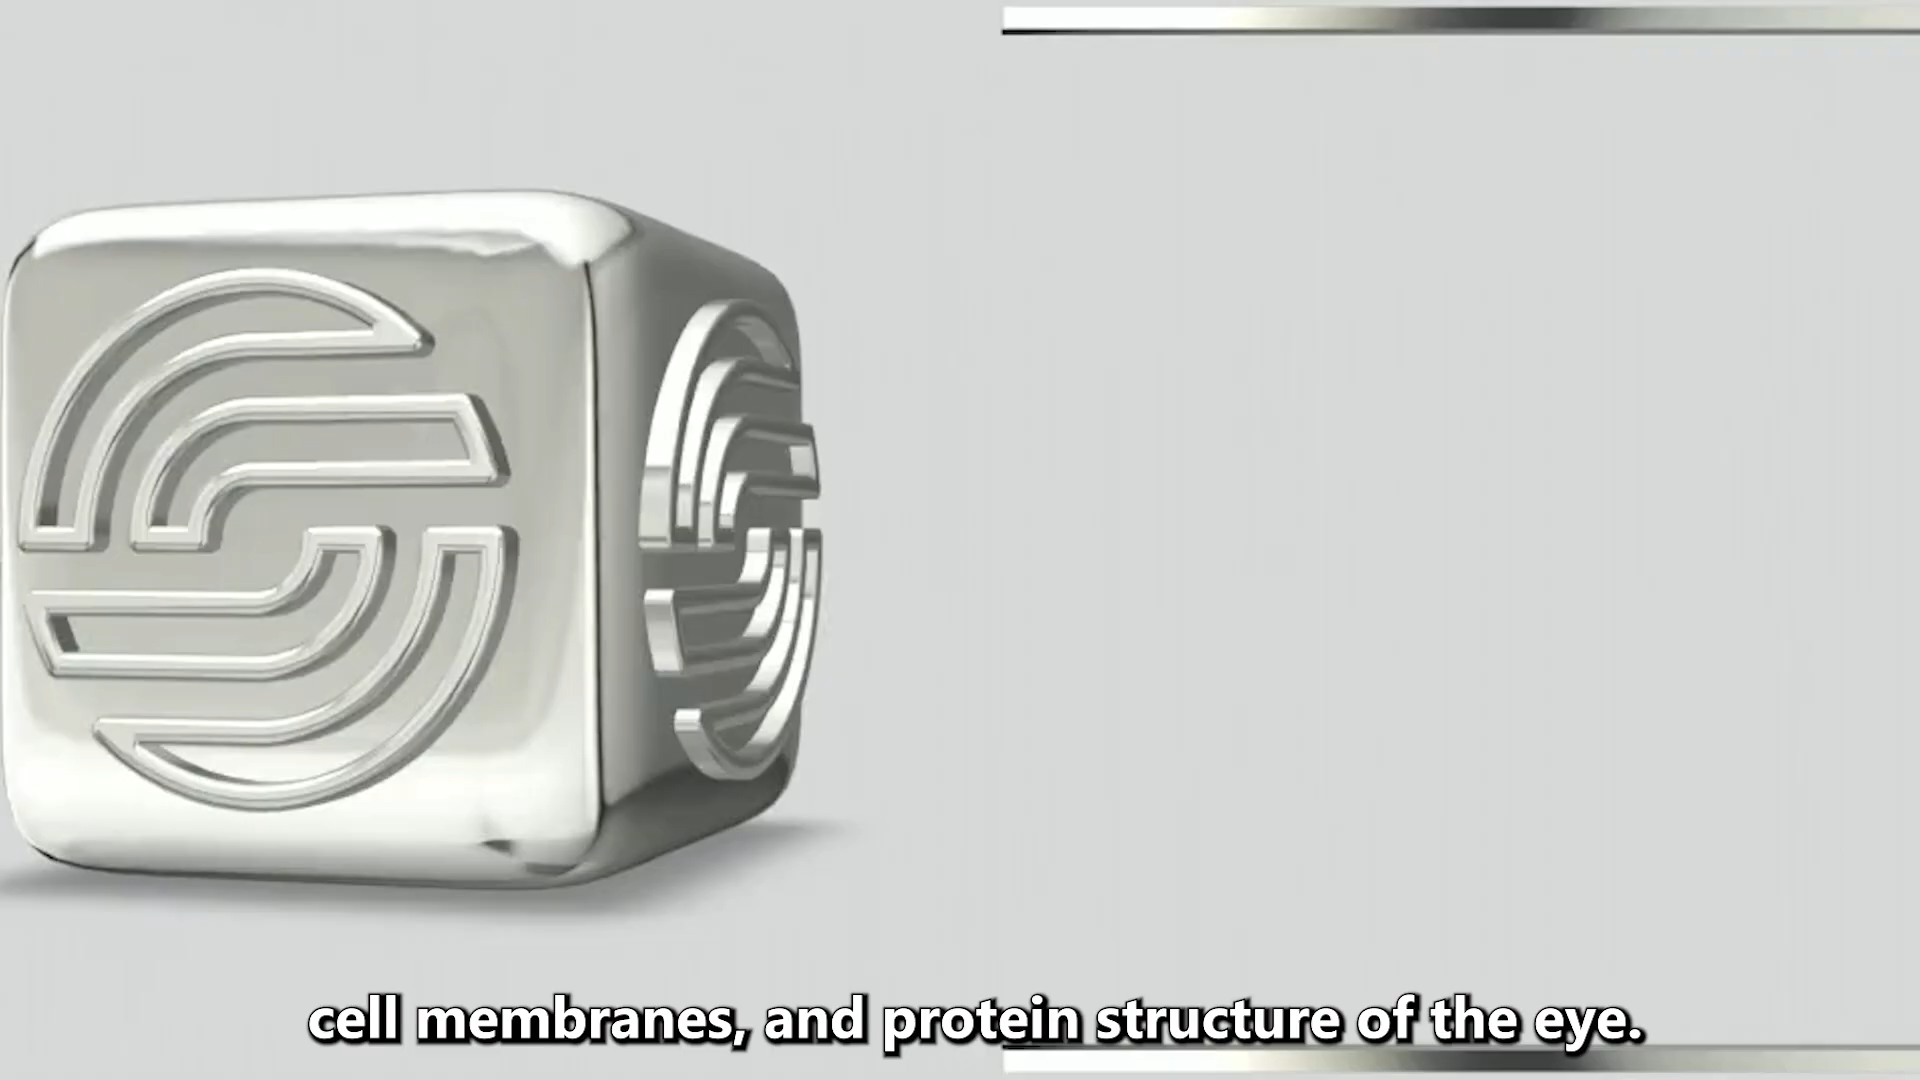 cell membranes, and protein structure of the eye.